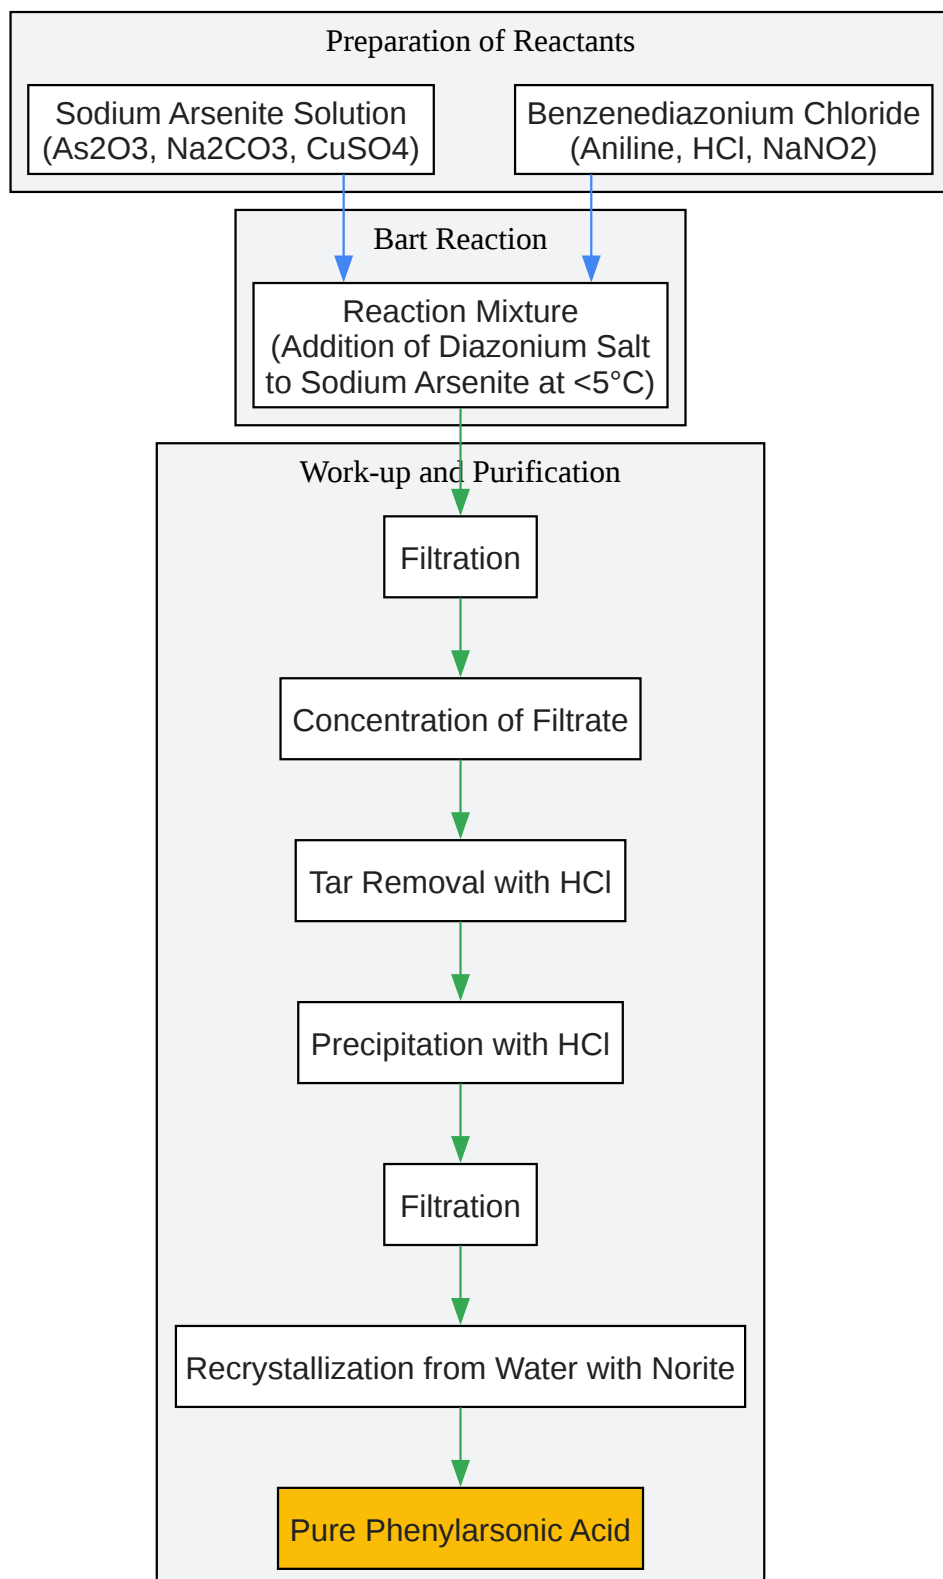 Preparation of Reactants
Sodium Arsenite Solution
(As2O3, Na2CO3, CuSO4)
Benzenediazonium Chloride
(Aniline, HCl, NaNO2)
Bart Reaction
Reaction Mixture
(Addition of Diazonium Salt
to Sodium Arsenite at <5°C)
Work-up and Purification
Filtration
Concentration of Filtrate
Tar Removal with HCl
Precipitation with HCl
Filtration
Recrystallization from Water with Norite
Pure Phenylarsonic Acid